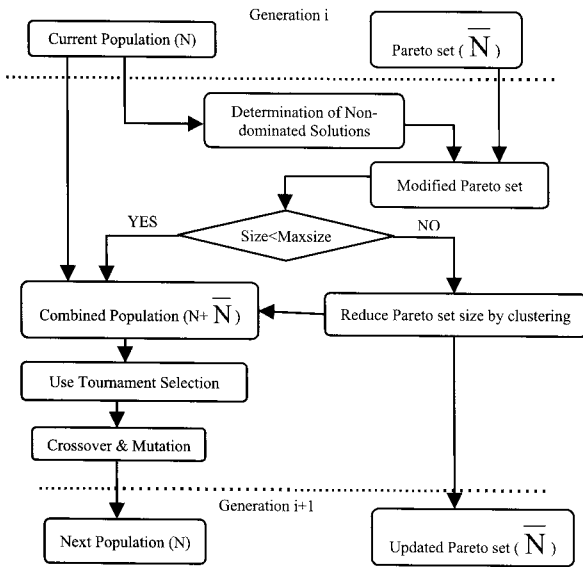 Generation i
Current Population (N)
Pareto set ( N̅ )
Determination of Non-
dominated Solutions
Modified Pareto set
YES
Size<Maxsize
NO
Combined Population (N+ N̅ )
Reduce Pareto set size by clustering
Use Tournament Selection
Crossover & Mutation
Generation i+1
Next Population (N)
Updated Pareto set ( N̅ )